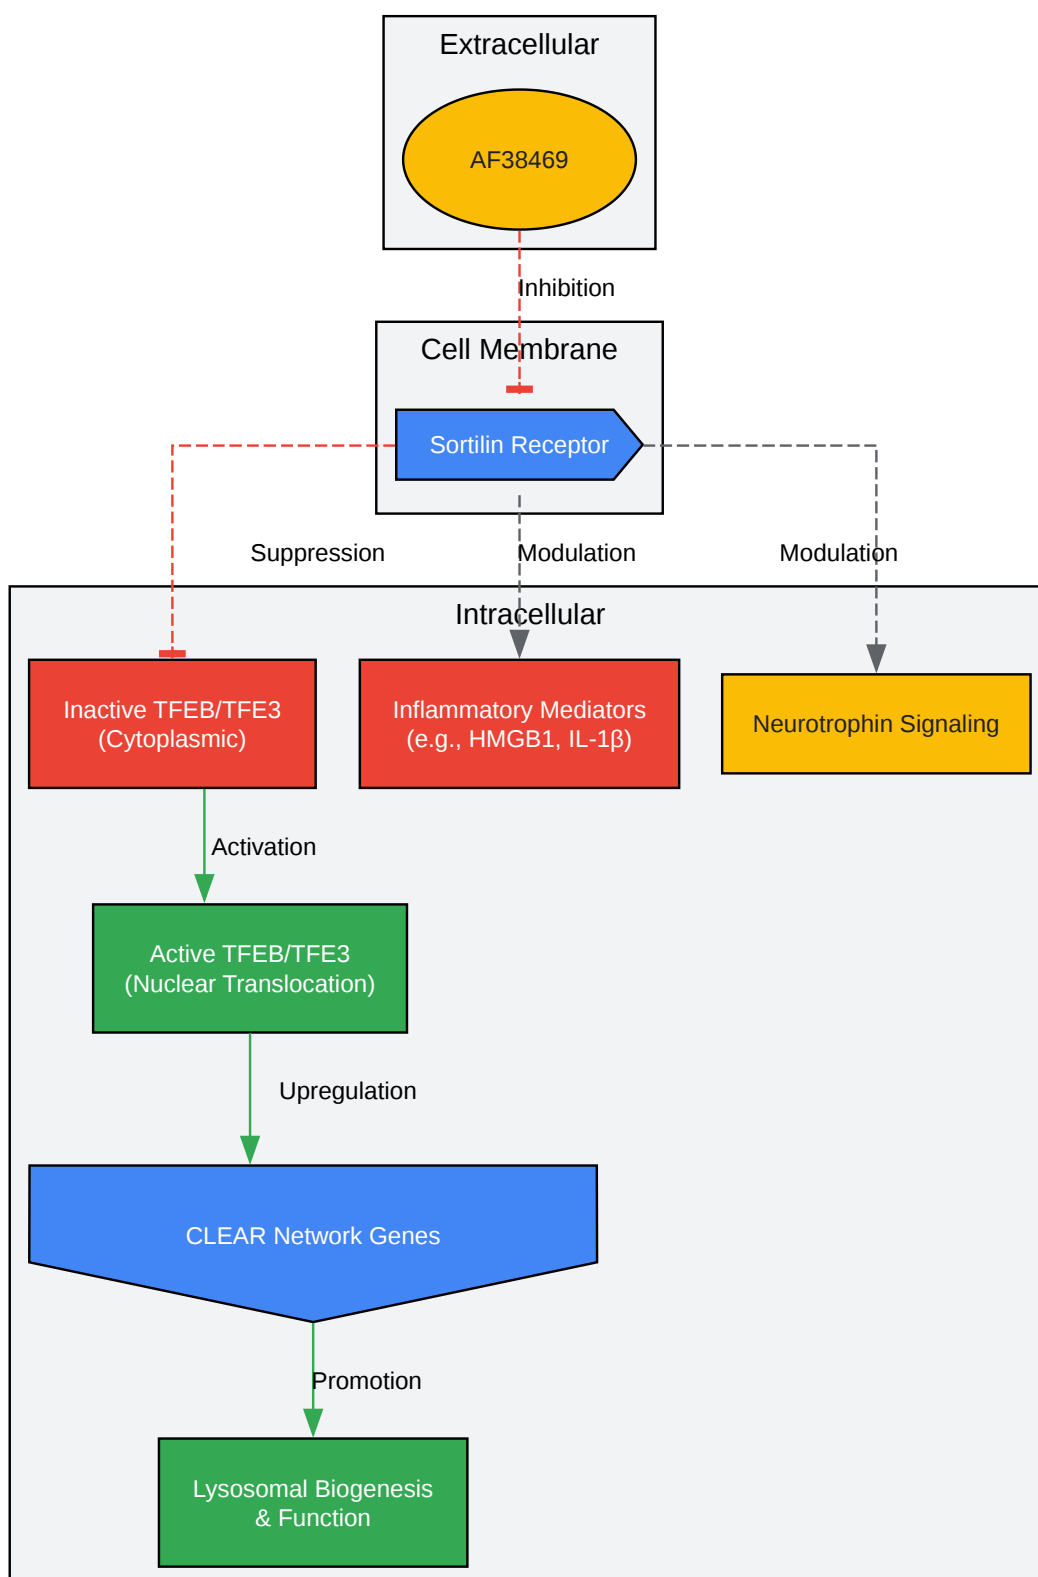 Extracellular
AF38469
Inhibition
Cell Membrane
Sortilin Receptor
Suppression
Modulation
Modulation
Intracellular
Inactive TFEB/TFE3
(Cytoplasmic)
Inflammatory Mediators
(e.g., HMGB1, IL-1β)
Neurotrophin Signaling
Activation
Active TFEB/TFE3
(Nuclear Translocation)
Upregulation
CLEAR Network Genes
Promotion
Lysosomal Biogenesis
& Function